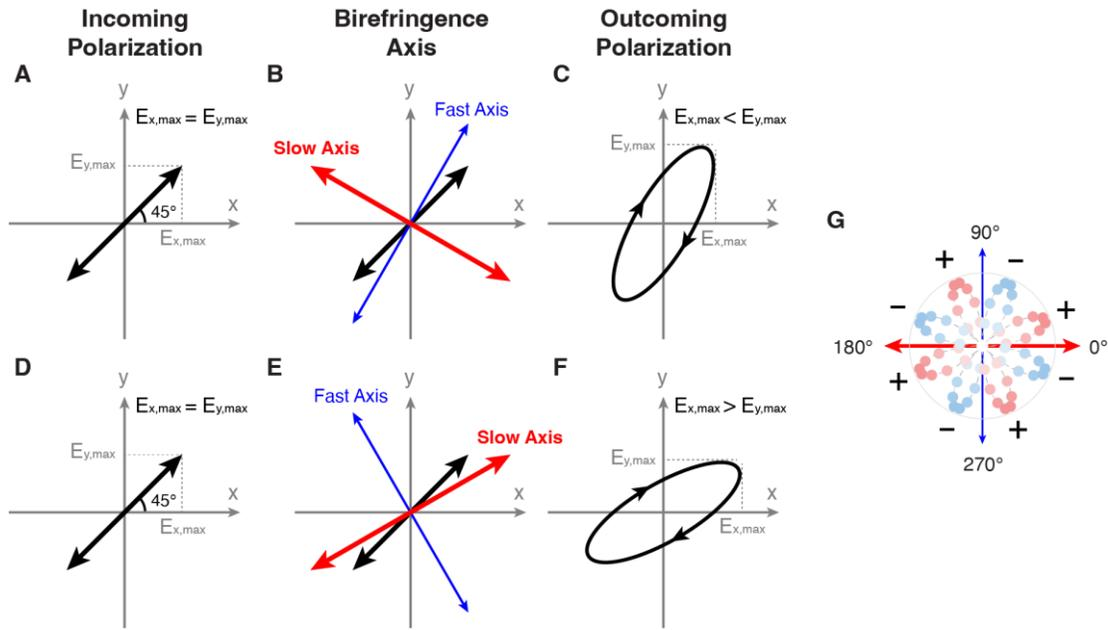 Incoming
Polarization
Birefringence
Axis
Outcoming
Polarization
A
y
Ex,max = Ey,max
Ey,max
45°
x
Ex,max
B
y
Fast Axis
Slow Axis
x
C
y
Ex,max < Ey,max
Ey,max
x
Ex,max
D
y
Ex,max = Ey,max
Ey,max
45°
x
Ex,max
E
y
Fast Axis
Slow Axis
x
F
y
Ex,max > Ey,max
Ey,max
x
Ex,max
G
90°
+ −
− +
180° 0°
+ −
− +
270°